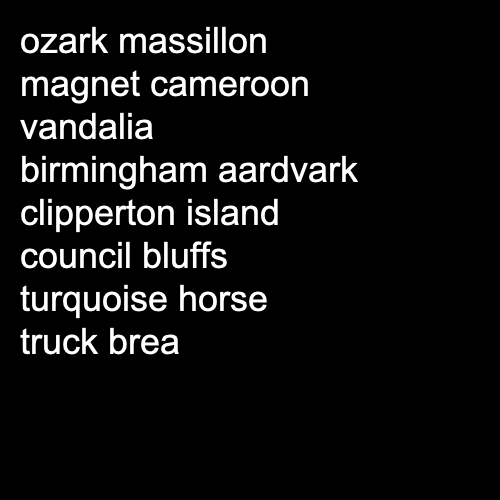 ozark massillon
magnet cameroon
vandalia
birmingham aardvark
clipperton island
council bluffs
turquoise horse
truck brea